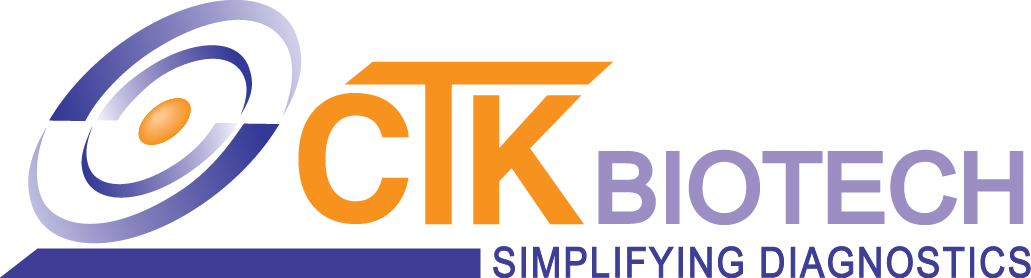 CTK BIOTECH
SIMPLIFYING DIAGNOSTICS